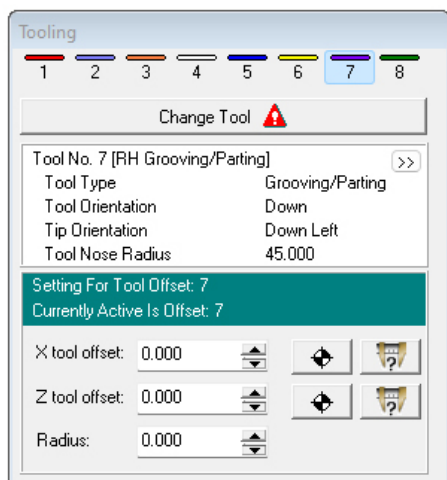 Tooling
1 2 3 4 5 6 7 8
Change Tool
Tool No. 7 [RH Grooving/Parting] >>
Tool Type Grooving/Parting
Tool Orientation Down
Tip Orientation Down Left
Tool Nose Radius 45.000
Setting For Tool Offset: 7
Currently Active Is Offset: 7
X tool offset: 0.000 ?
Z tool offset: 0.000 ?
Radius: 0.000